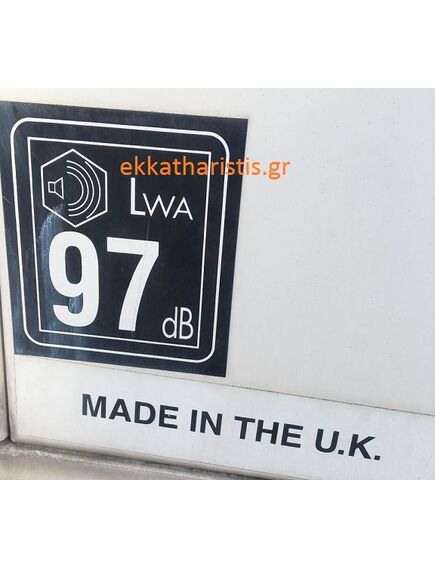 ekkatharistis.gr
LWA
97
dB
MADE IN THE U.K.